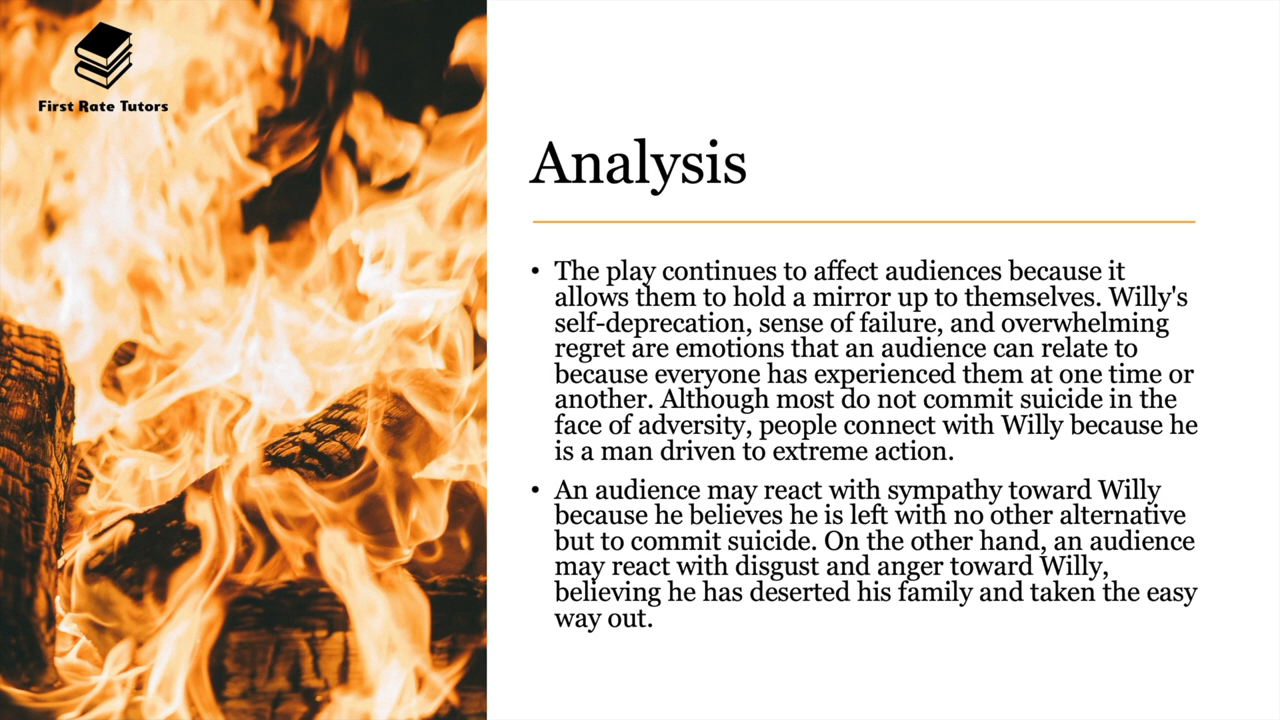 First Rate Tutors
Analysis
• The play continues to affect audiences because it
allows them to hold a mirror up to themselves. Willy's
self-deprecation, sense of failure, and overwhelming
regret are emotions that an audience can relate to
because everyone has experienced them at one time or
another. Although most do not commit suicide in the
face of adversity, people connect with Willy because he
is a man driven to extreme action.
• An audience may react with sympathy toward Willy
because he believes he is left with no other alternative
but to commit suicide. On the other hand, an audience
may react with disgust and anger toward Willy,
believing he has deserted his family and taken the easy
way out.